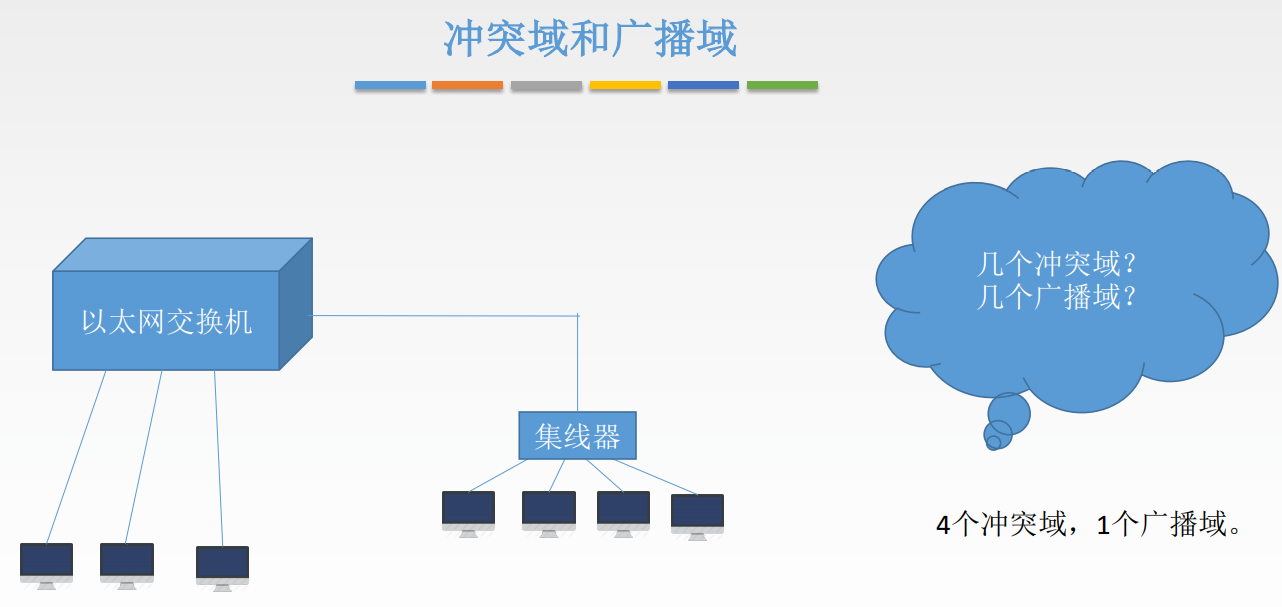 冲突域和广播域
以太网交换机
集线器
几个冲突域？
几个广播域？
4个冲突域，1个广播域。